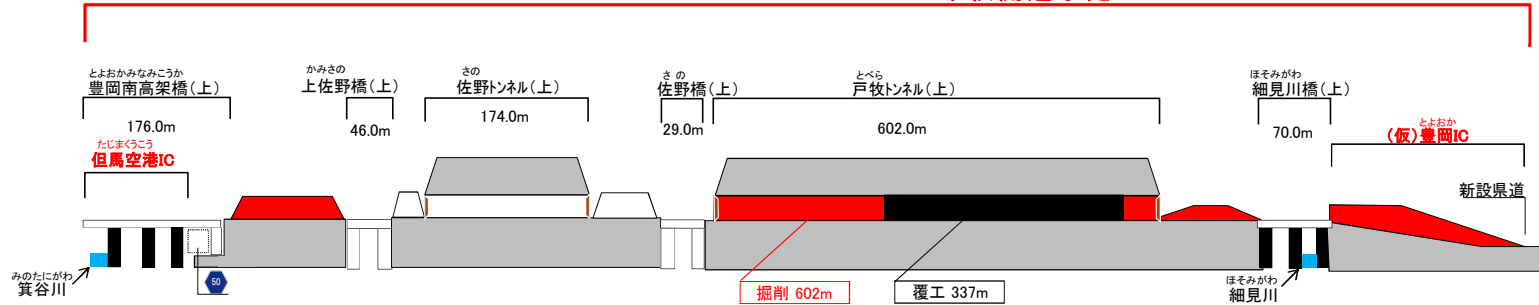 とよおかみなみこうか
豊岡南高架橋(上)
176.0m
たじまくうこう
但馬空港IC
かみさの
上佐野橋(上)
46.0m
さの
佐野トンネル(上)
174.0m
さの
佐野橋(上)
29.0m
とべら
戸牧トンネル(上)
602.0m
ほそみがわ
細見川橋(上)
70.0m
とよおか
(仮)豊岡IC
新設県道
みのたにがわ
箕谷川
50
掘削 602m
覆工 337m
ほそみがわ
細見川